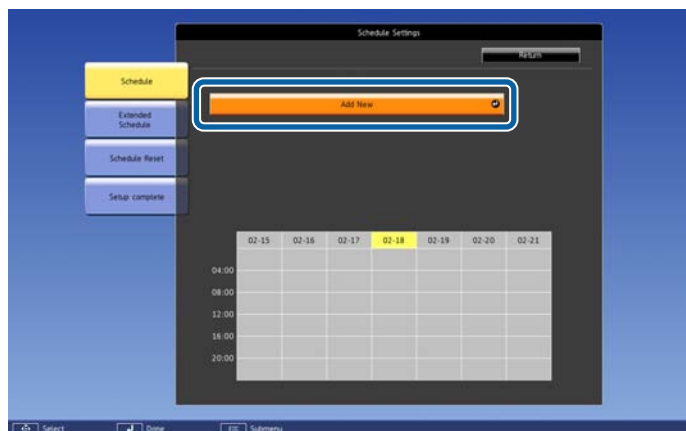 Schedule Settings
Return
Schedule
Add New
Extended
Schedule
Schedule Reset
Setup complete
02-15 02-16 02-17 02-18 02-19 02-20 02-21
04:00
08:00
12:00
16:00
20:00
Select Done Submenu